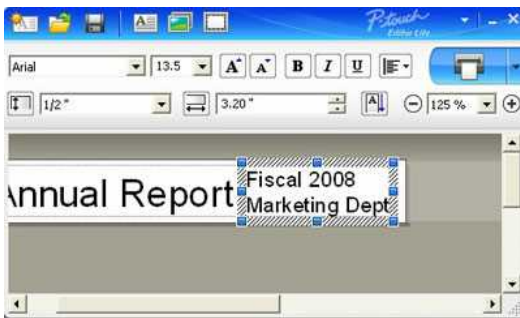 P-touch
Editor Lite
Arial
13.5
A A B I U
1/2"
3.20"
A
125 %
Annual Report
Fiscal 2008
Marketing Dept